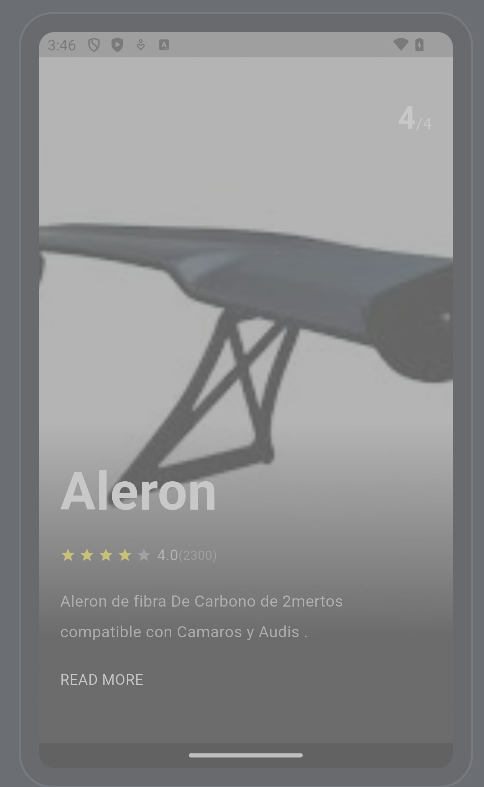 3:46
4/4
Aleron
4.0(2300)
Aleron de fibra De Carbono de 2mertos
compatible con Camaros y Audis .
READ MORE